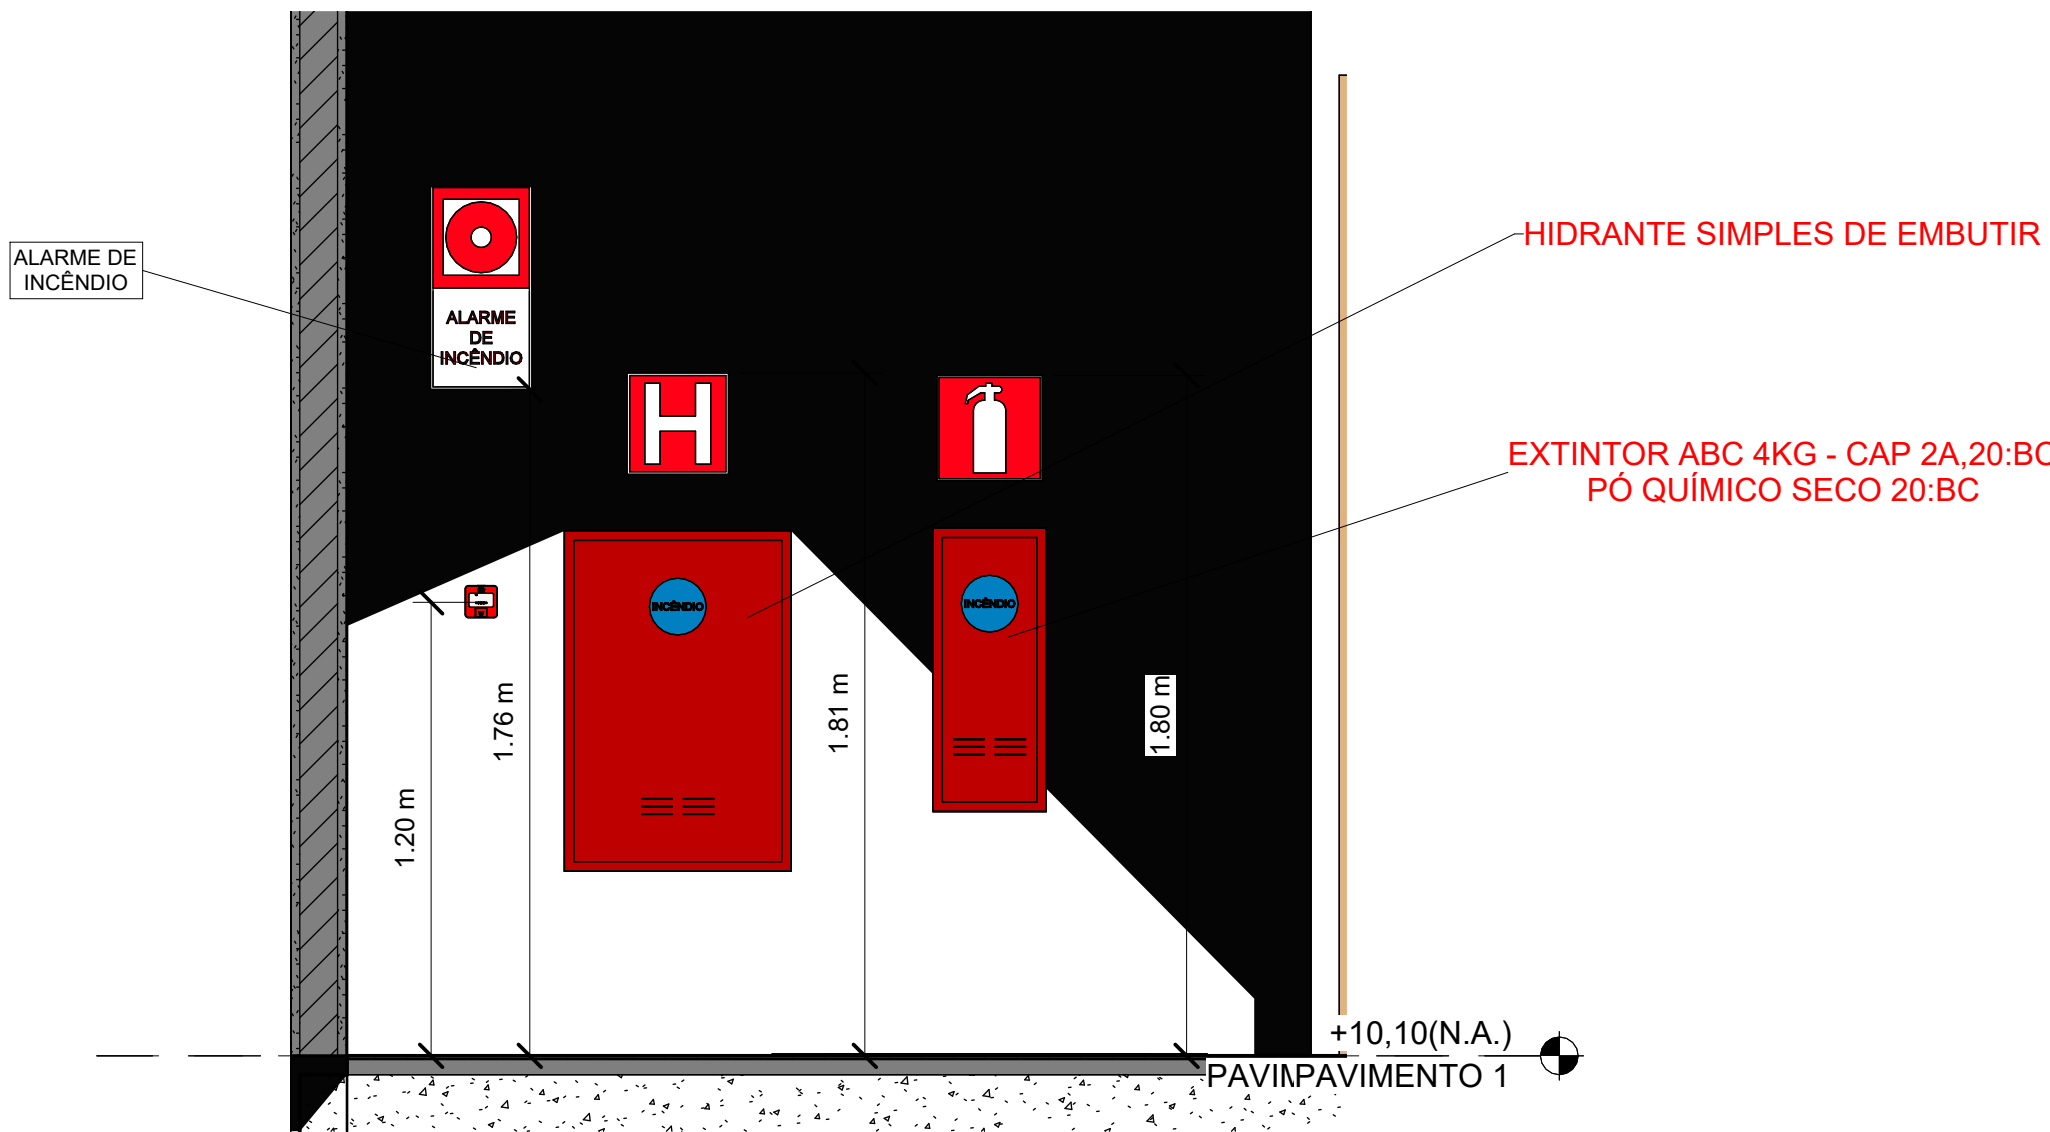 ALARME DE
INCÊNDIO
ALARME
DE
INCÊNDIO
H
HIDRANTE SIMPLES DE EMBUTIR
EXTINTOR ABC 4KG - CAP 2A,20:BC
PÓ QUÍMICO SECO 20:BC
INCÊNDIO
INCÊNDIO
1.20 m
1.76 m
1.81 m
1.80 m
+10,10(N.A.)
PAVIMPAVIMENTO 1